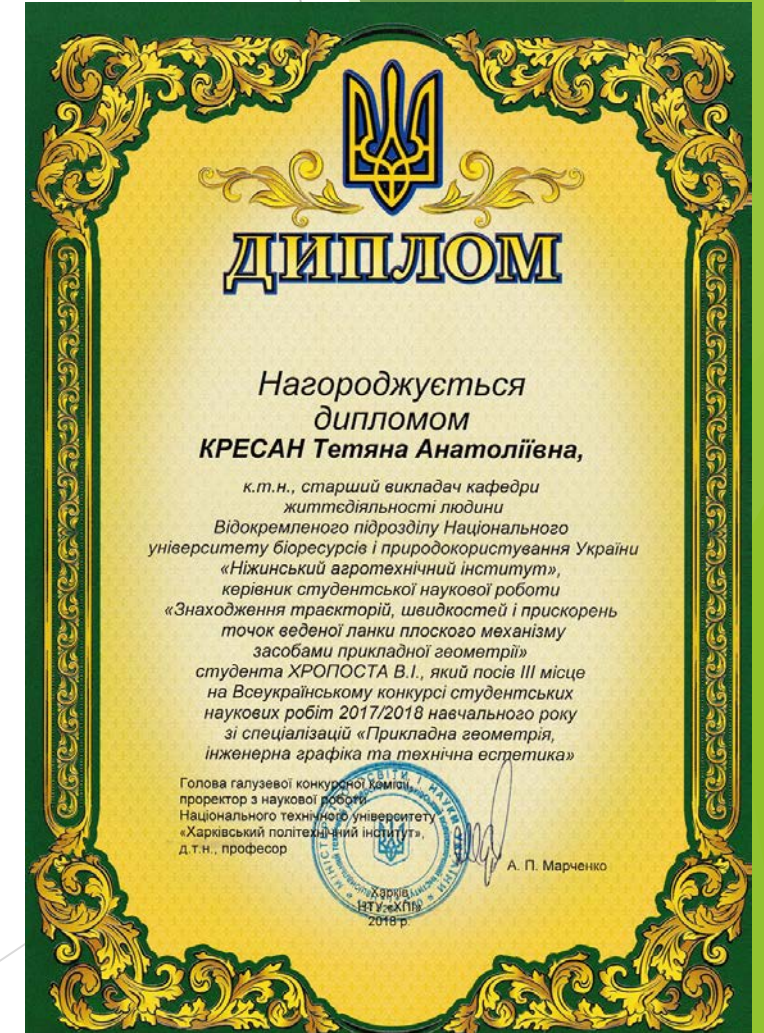 ДИПЛОМ
Нагороджується
дипломом
КРЕСАН Тетяна Анатоліївна,
к.т.н., старший викладач кафедри
життєдіяльності людини
Відокремленого підрозділу Національного
університету біоресурсів і природокористування України
«Ніжинський агротехнічний інститут»,
керівник студентської наукової роботи
«Знаходження траєкторій, швидкостей і прискорень
точок веденої ланки плоского механізму
засобами прикладної геометрії»
студента ХРОПОСТА В.І., який посів ІІІ місце
на Всеукраїнському конкурсі студентських
наукових робіт 2017/2018 навчального року
зі спеціалізацій «Прикладна геометрія,
інженерна графіка та технічна естетика»
Голова галузевої конкурсної комісії,
проректор з наукової роботи
Національного технічного університету
«Харківський політехнічний інститут»,
д.т.н., професор
А. П. Марченко
Харків
НТУ «ХПІ»
2018 р.